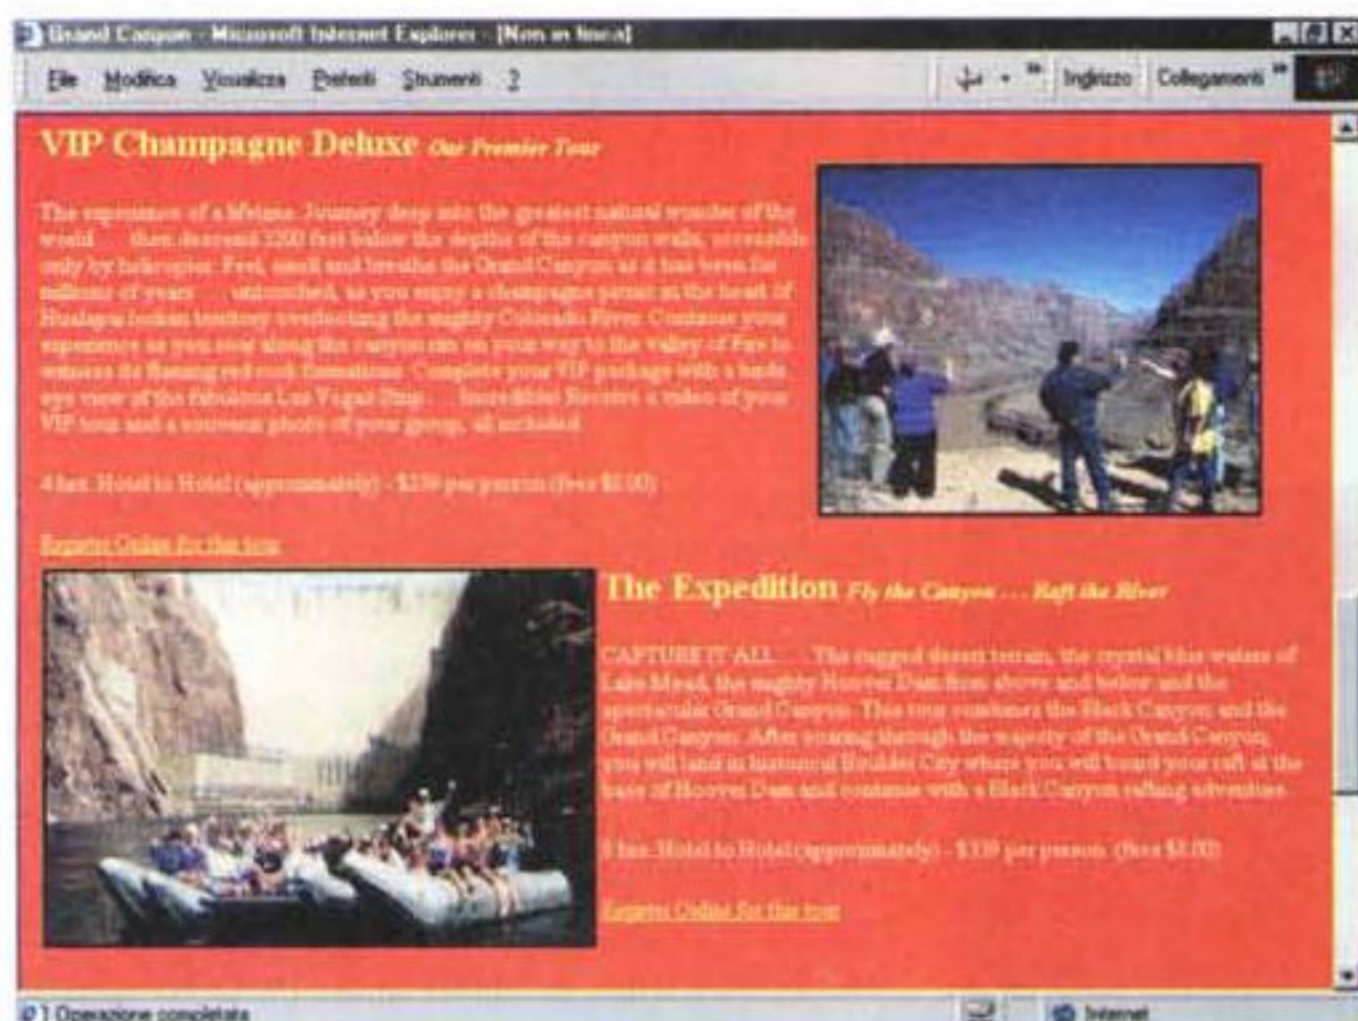 Grand Canyon - Microsoft Internet Explorer - [Non in linea]
File Modifica Visualizza Preferiti Strumenti ?
Indirizzo Collegamenti
VIP Champagne Deluxe Our Premier Tour
The experience of a lifetime. Journey deep into the greatest natural wonder of the
world then descend 3200 feet below the depths of the canyon walls, accessible
only by helicopter. Feel, smell and breathe the Grand Canyon as it has been for
millions of years untouched, as you enjoy a champagne picnic in the heart of
Hualapai Indian territory overlooking the mighty Colorado River. Continue your
experience as you soar along the canyon rim on your way to the valley of Fire to
witness its flaming red rock formations. Complete your VIP package with a birds
eye view of the fabulous Las Vegas Strip Incredible! Receive a video of your
VIP tour and a souvenir photo of your group, all included
4 hrs. Hotel to Hotel (approximately) - per person (fees
Register Online for this tour
The Expedition Fly the Canyon . . . Raft the River
CAPTURE IT ALL The rugged desert terrain, the crystal blue waters of
Lake Mead, the mighty Hoover Dam from above and below and the
spectacular Grand Canyon. This tour combines the Black Canyon and the
Grand Canyon. After soaring through the majesty of the Grand Canyon,
you will land in historical Boulder City where you will board your raft at the
base of Hoover Dam and continue with a Black Canyon rafting adventure
hrs. Hotel to Hotel (approximately) - $339 per person (fees
Register Online for this tour
Operazione completata
Internet